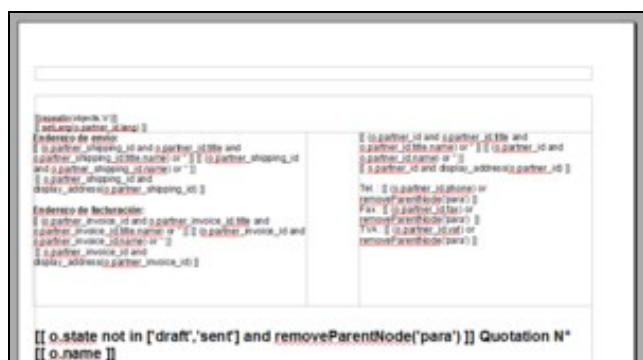 [[ repeatIn(objects,'o') ]]
[[ setLang(o.partner_id.lang) ]]
Endereco de envio:
[[ (o.partner_shipping_id and o.partner_id.title and
o.partner_shipping_id.title.name) or '' ]] [[ (o.partner_shipping_id
and o.partner_shipping_id.name) or '' ]]
[[ o.partner_shipping_id and
display_address(o.partner_shipping_id) ]]
Endereco de facturación:
[[ (o.partner_invoice_id and o.partner_invoice_id.title and
o.partner_invoice_id.title.name) or '' ]] [[ (o.partner_invoice_id and
o.partner_invoice_id.name) or '' ]]
[[ o.partner_invoice_id and
display_address(o.partner_invoice_id) ]]
[[ (o.partner_id and o.partner_id.title and
o.partner_id.title.name) or '' ]] [[ (o.partner_id and
o.partner_id.name) or '' ]]
[[ o.partner_id and display_address(o.partner_id) ]]
Tel. : [[ (o.partner_id.phone) or
removeParentNode('para') ]]
Fax : [[ (o.partner_id.fax) or
removeParentNode('para') ]]
TVA : [[ (o.partner_id.vat) or
removeParentNode('para') ]]
[[ o.state not in ['draft','sent'] and removeParentNode('para') ]] Quotation N°
[[ o.name ]]